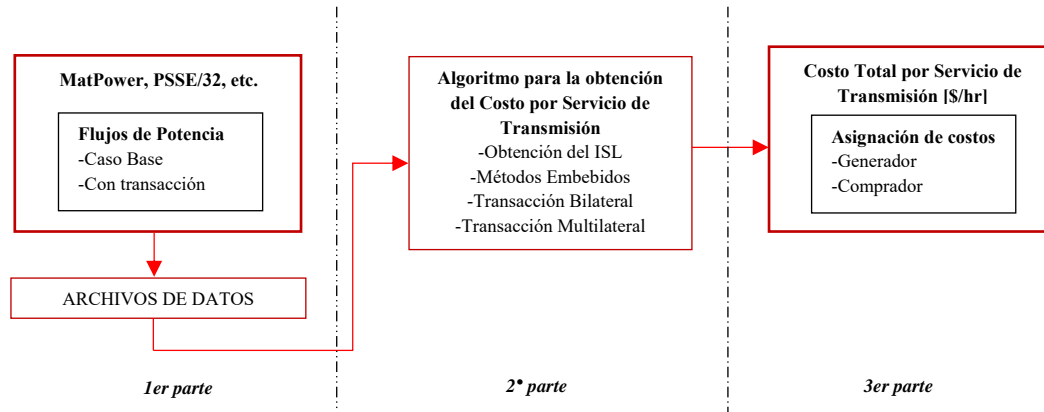 MatPower, PSSE/32, etc.
Flujos de Potencia
-Caso Base
-Con transacción
ARCHIVOS DE DATOS
1er parte
Algoritmo para la obtención
del Costo por Servicio de
Transmisión
-Obtención del ISL
-Métodos Embebidos
-Transacción Bilateral
-Transacción Multilateral
2• parte
Costo Total por Servicio de
Transmisión [$/hr]
Asignación de costos
-Generador
-Comprador
3er parte